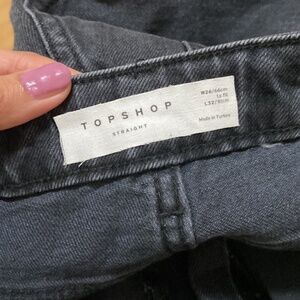 TOPSHOP
STRAIGHT
W26/66cm
L32/81cm
Made in Turkey